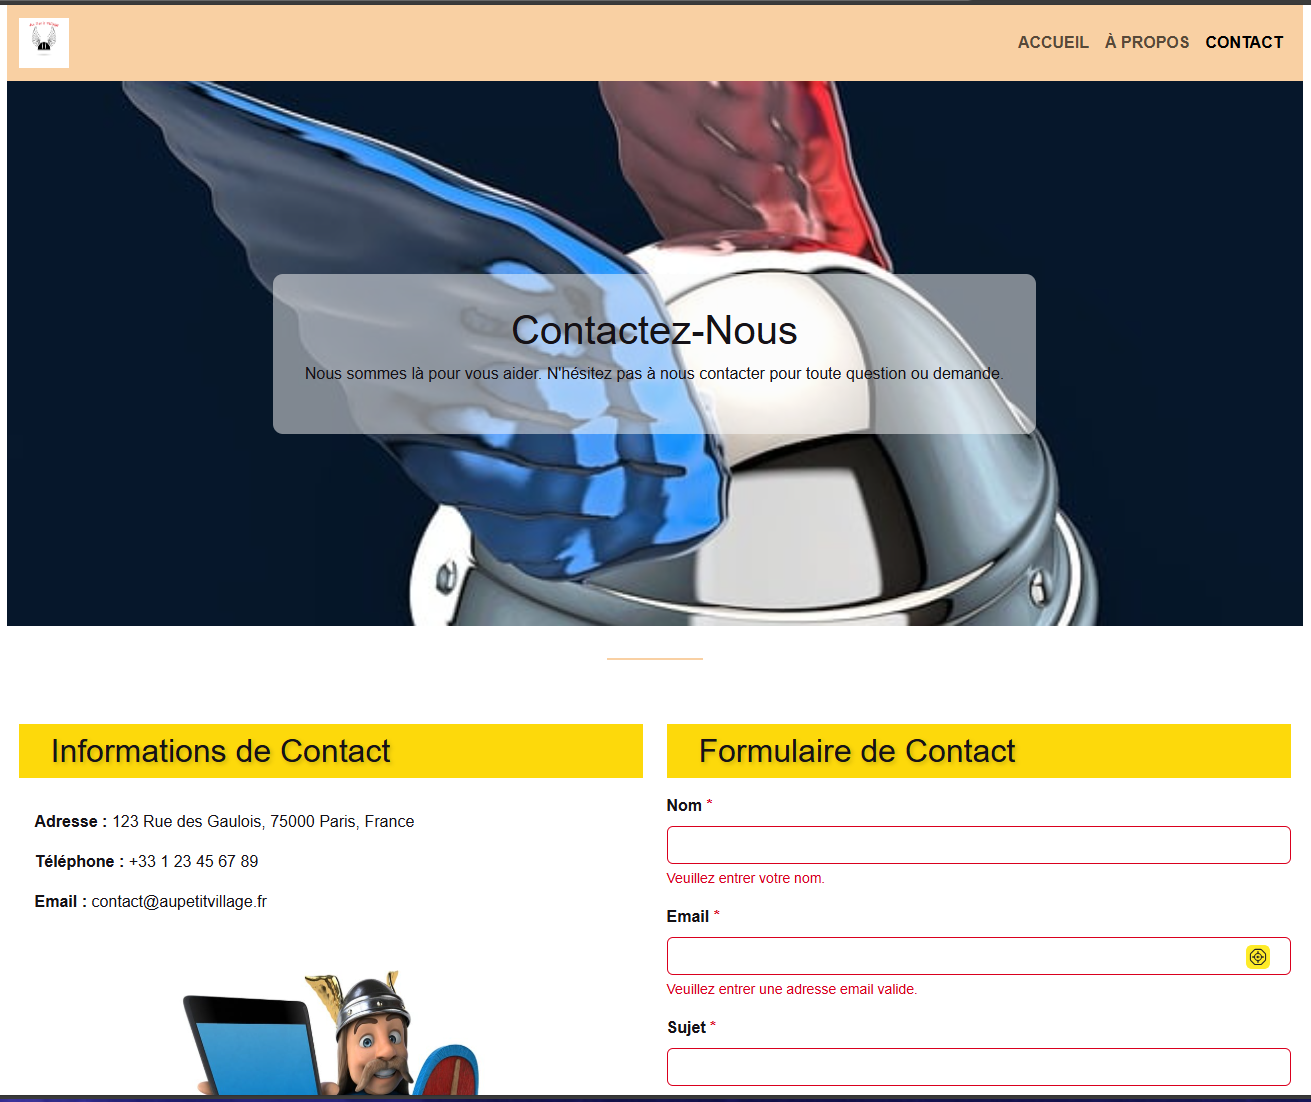 ACCUEIL À PROPOS CONTACT
Contactez-Nous
Nous sommes là pour vous aider. N'hésitez pas à nous contacter pour toute question ou demande.
Informations de Contact
Adresse : 123 Rue des Gaulois, 75000 Paris, France
Téléphone : +33 1 23 45 67 89
Email : contact@aupetitvillage.fr
Formulaire de Contact
Nom *
Veuillez entrer votre nom.
Email *
Veuillez entrer une adresse email valide.
Sujet *